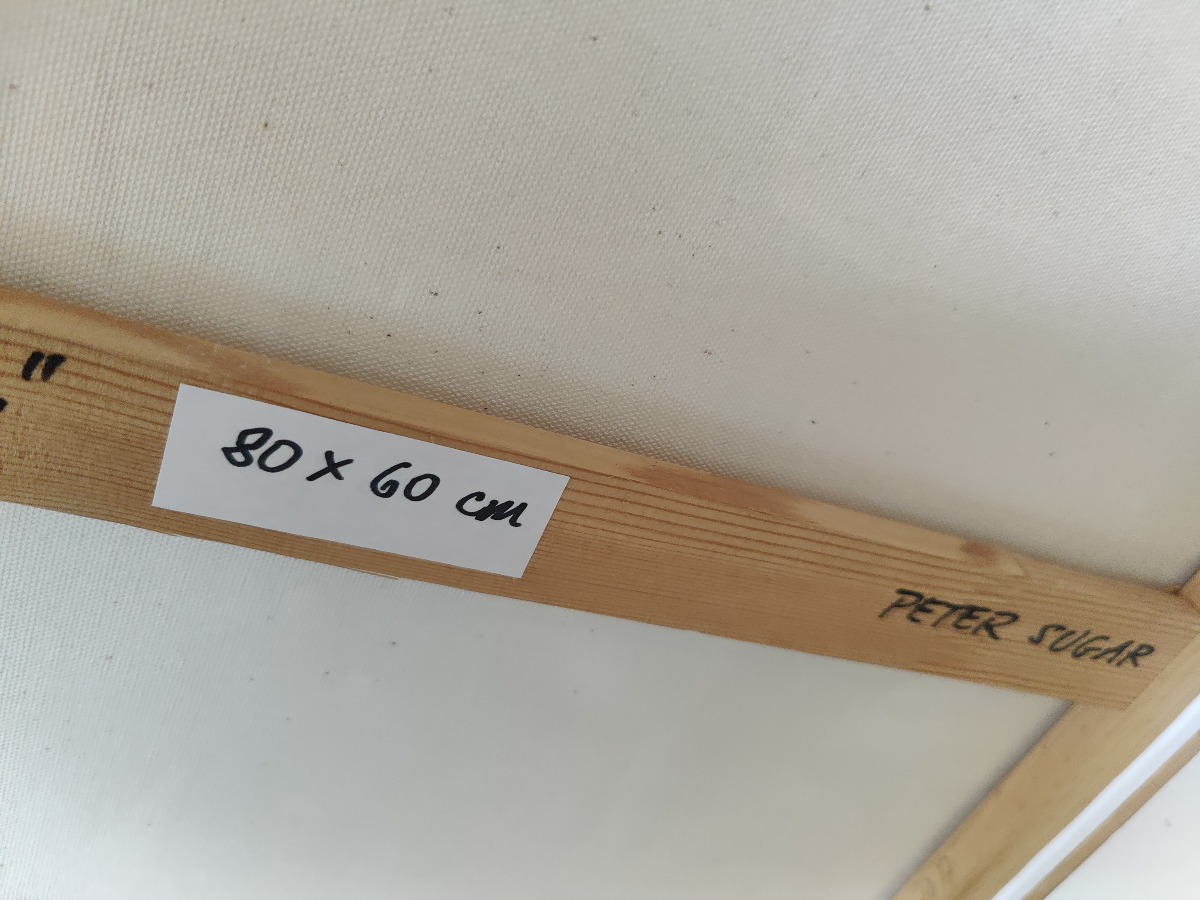 "
80 x 60 cm
PETER SUGAR